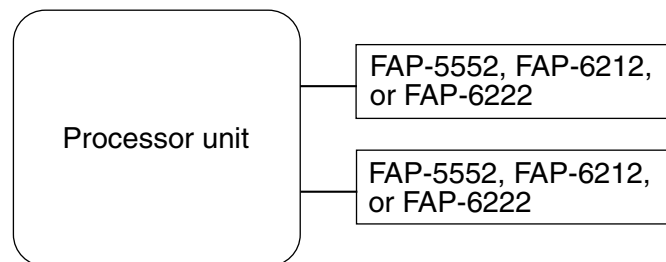 Processor unit
FAP-5552, FAP-6212,
or FAP-6222
FAP-5552, FAP-6212,
or FAP-6222